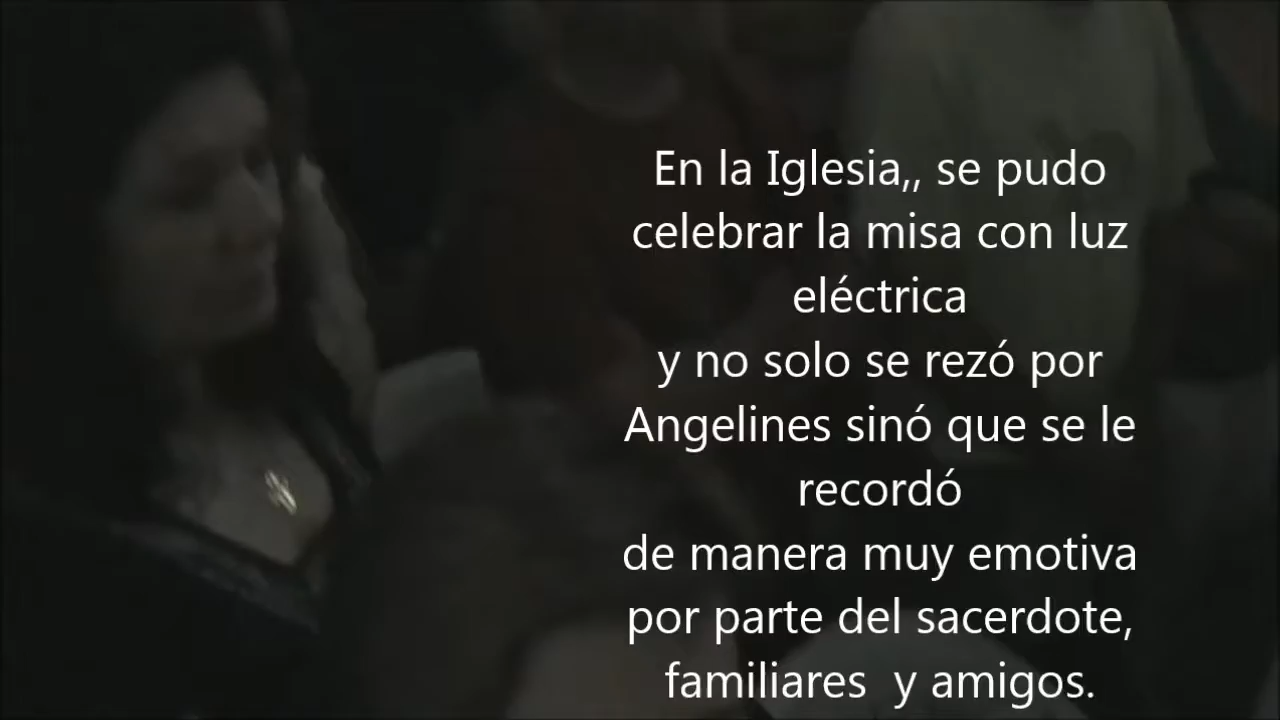 En la Iglesia,, se pudo
celebrar la misa con luz
eléctrica
y no solo se rezó por
Angelines sinó que se le
recordó
de manera muy emotiva
por parte del sacerdote,
familiares  y amigos.